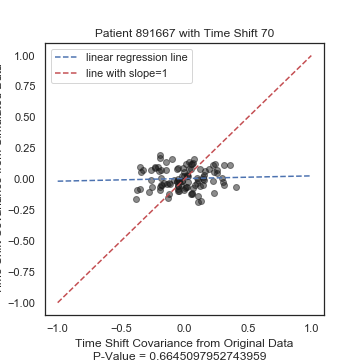 Patient 891667 with Time Shift 70
linear regression line
line with slope=1
1.00
0.75
0.50
0.25
0.00
−0.25
−0.50
−0.75
−1.00
−1.0
−0.5
0.0
0.5
1.0
Time Shift Covariance from Original Data
P-Value = 0.6645097952743959